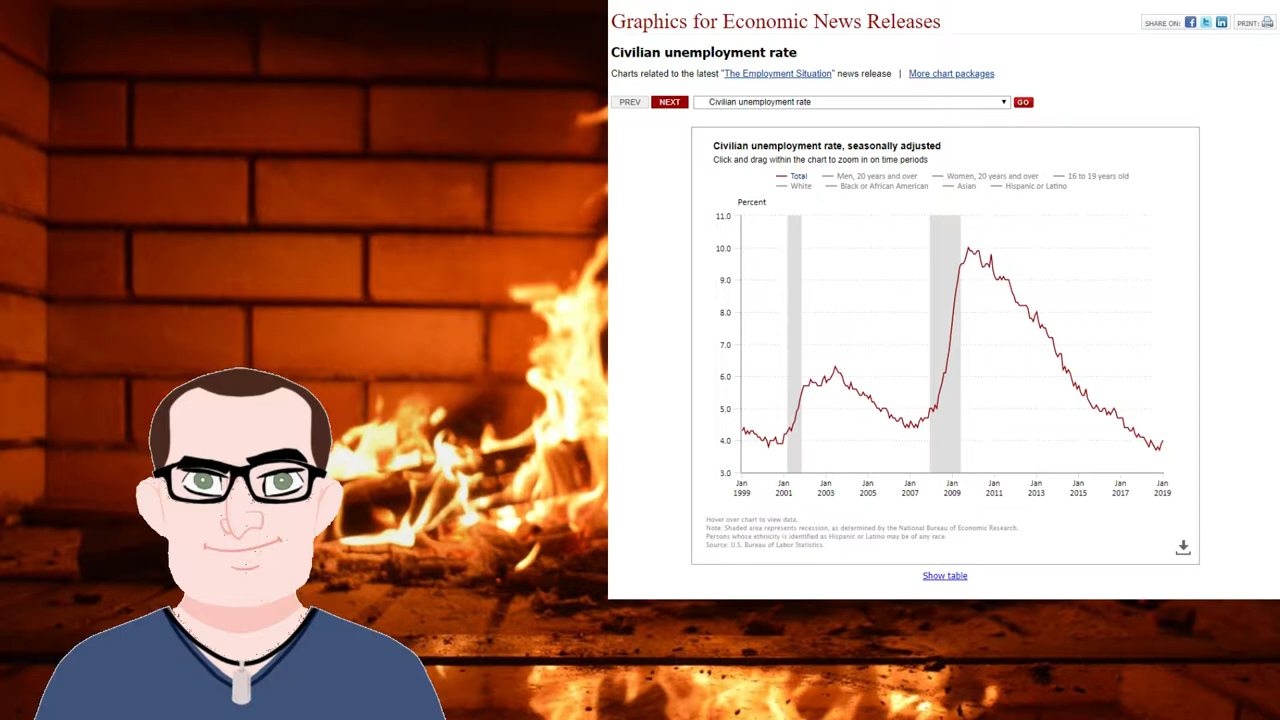 Graphics for Economic News Releases
SHARE ON:
PRINT:
Civilian unemployment rate
Charts related to the latest "The Employment Situation" news release | More chart packages
PREV NEXT Civilian unemployment rate GO
Civilian unemployment rate, seasonally adjusted
Click and drag within the chart to zoom in on time periods
Total Men, 20 years and over Women, 20 years and over 16 to 19 years old
White Black or African American Asian Hispanic or Latino
Percent
11.0
10.0
9.0
8.0
7.0
6.0
5.0
4.0
3.0
Jan 1999
Jan 2001
Jan 2003
Jan 2005
Jan 2007
Jan 2009
Jan 2011
Jan 2013
Jan 2015
Jan 2017
Jan 2019
Hover over chart to view data.
Note: Shaded area represents recession, as determined by the National Bureau of Economic Research.
Persons whose ethnicity is identified as Hispanic or Latino may be of any race.
Source: U.S. Bureau of Labor Statistics.
Show table